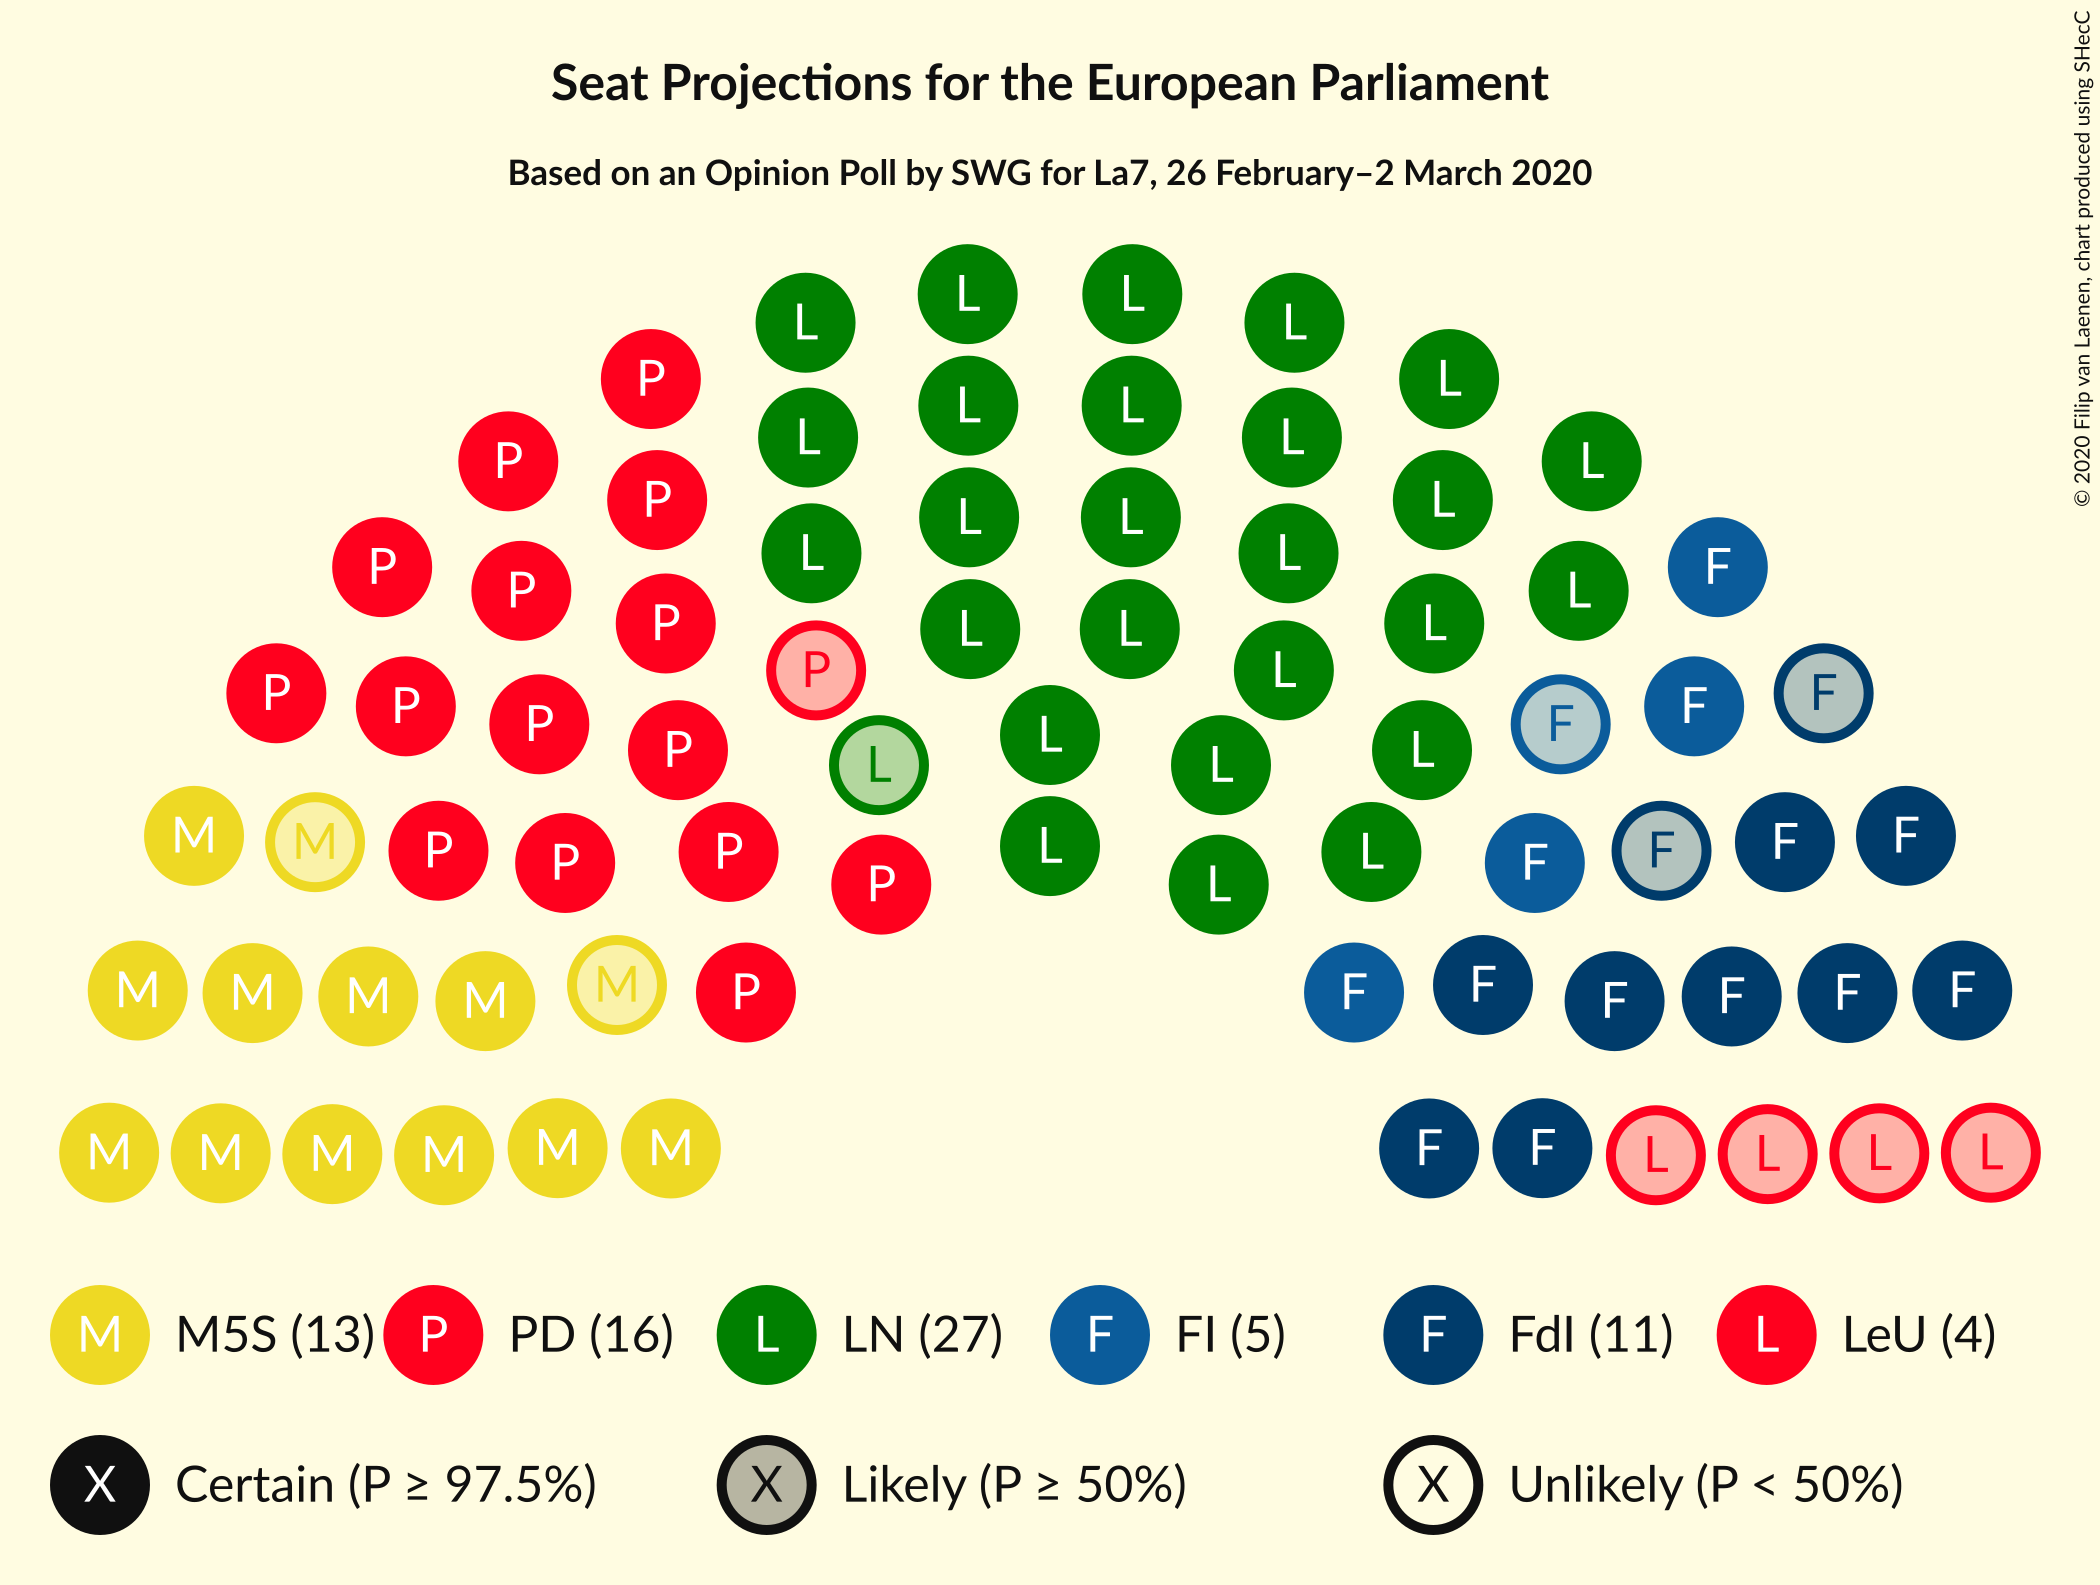 Seat Projections for the European Parliament
Based on an Opinion Poll by SWG for La7, 26 February–2 March 2020
© 2020 Filip van Laenen, chart produced using SHecC
L L L L
P L L L L L
P P L L L L L
P P P L L L L L F
P P P P P L L L L F F F
M M P P P P L L L L L F F F F
M M M M M P F F F F F F
M M M M M M F F L L L L
M M5S (13) P PD (16) L LN (27) F FI (5) F FdI (11) L LeU (4)
X Certain (P ≥ 97.5%) X Likely (P ≥ 50%) X Unlikely (P < 50%)